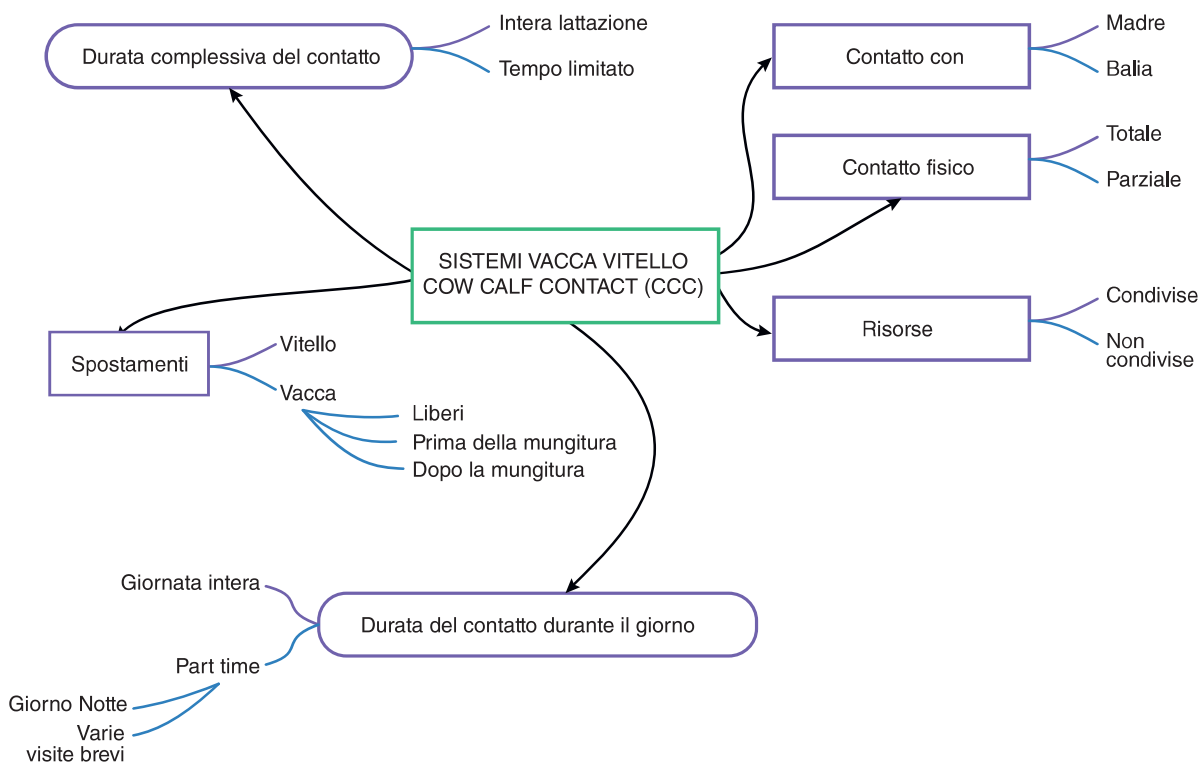 Durata complessiva del contatto
Intera lattazione
Tempo limitato
Contatto con
Madre
Balia
Contatto fisico
Totale
Parziale
SISTEMI VACCA VITELLO
COW CALF CONTACT (CCC)
Risorse
Condivise
Non
condivise
Spostamenti
Vitello
Vacca
Liberi
Prima della mungitura
Dopo la mungitura
Durata del contatto durante il giorno
Giornata intera
Part time
Giorno Notte
Varie
visite brevi